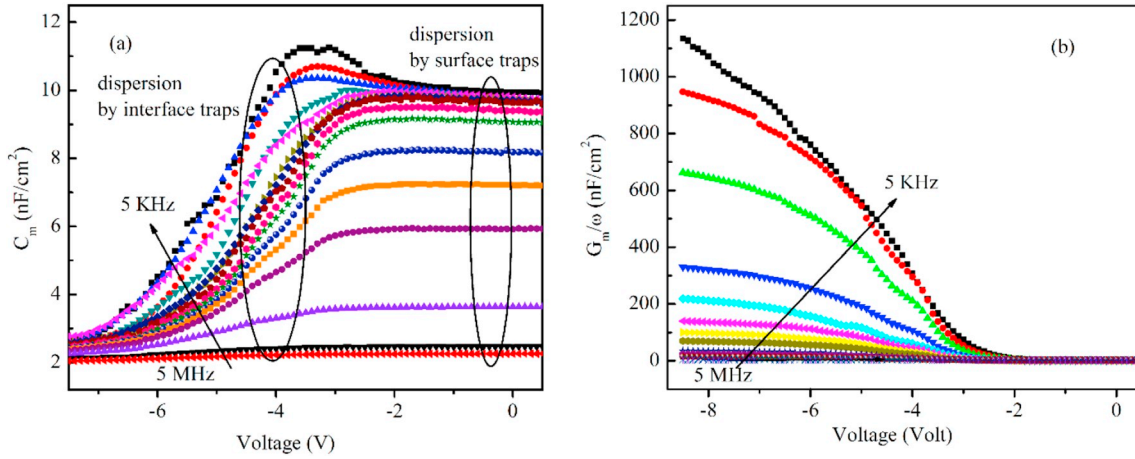 (a)
dispersion
by interface traps
dispersion
by surface traps
5 KHz
5 MHz
C_m (nF/cm²)
12
10
8
6
4
2
-6
-4
-2
0
Voltage (V)
(b)
5 KHz
5 MHz
G_m/ω (nF/cm²)
1200
1000
800
600
400
200
0
-8
-6
-4
-2
0
Voltage (Volt)